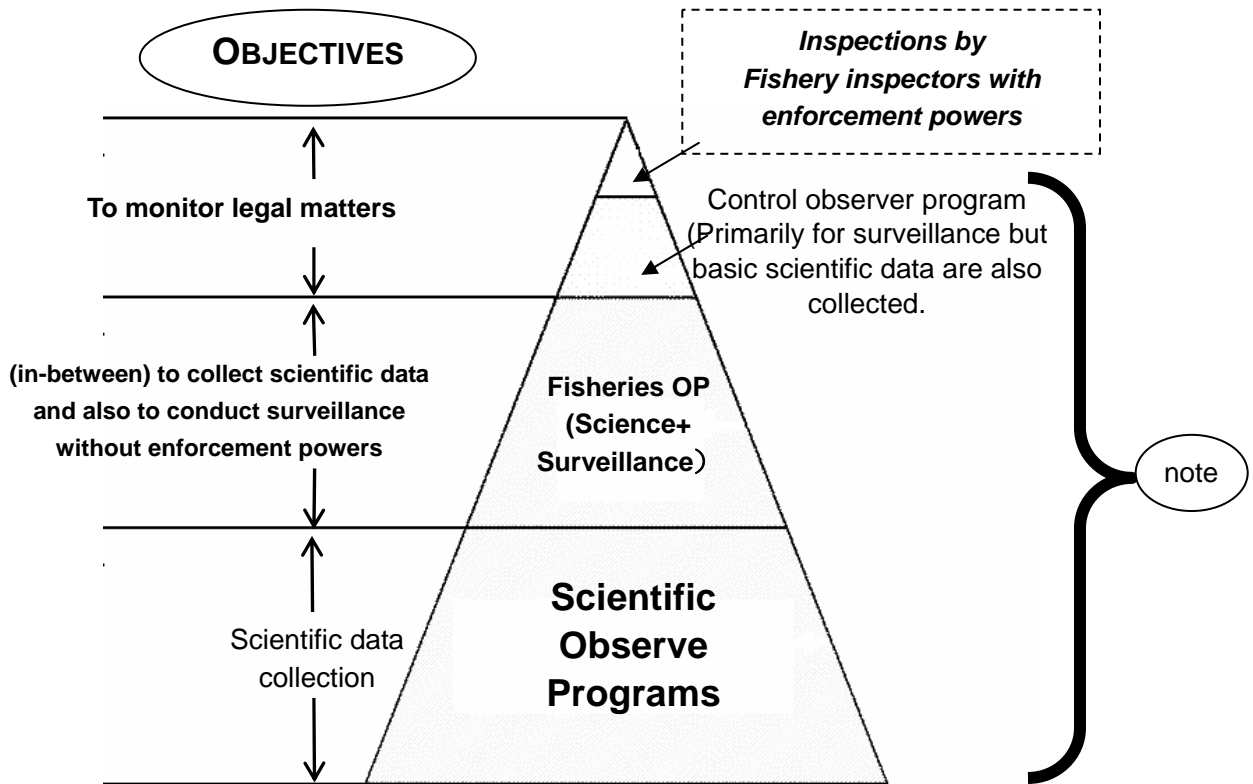 OBJECTIVES
Inspections by
Fishery inspectors with
enforcement powers
To monitor legal matters
Control observer program
(Primarily for surveillance but
basic scientific data are also
collected.
(in-between) to collect scientific data
and also to conduct surveillance
without enforcement powers
Fisheries OP
(Science+
Surveillance)
note
Scientific data
collection
Scientific
Observe
Programs